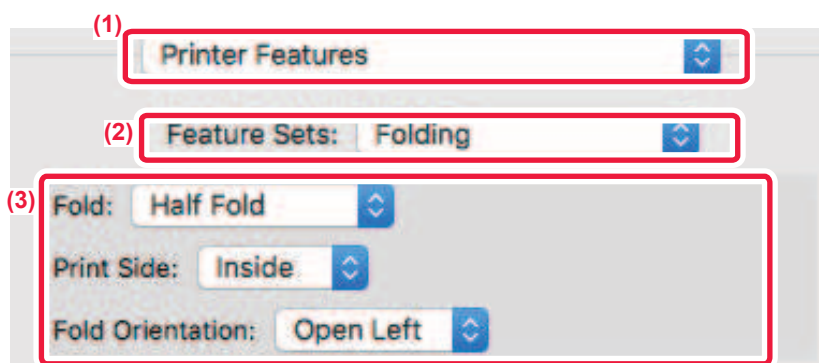 (1)
Printer Features
(2) Feature Sets: Folding
(3) Fold: Half Fold
Print Side: Inside
Fold Orientation: Open Left